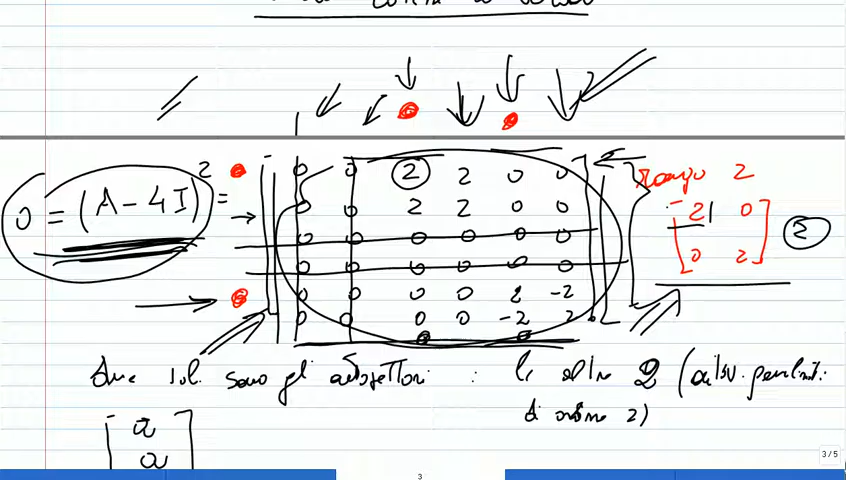 0 = (A - 4I)² =
0 0 2 2 0 0
0 0 2 2 0 0
0 0 0 0 0 0
0 0 0 0 0 0
0 0 0 0 2 -2
0 0 0 0 -2 2
rango 2
2 0
0 2
2
Due sol. sono gli autovettori : le altre 2 (autov. generalizz.
di ordine 2)
a
a
3 / 5
3